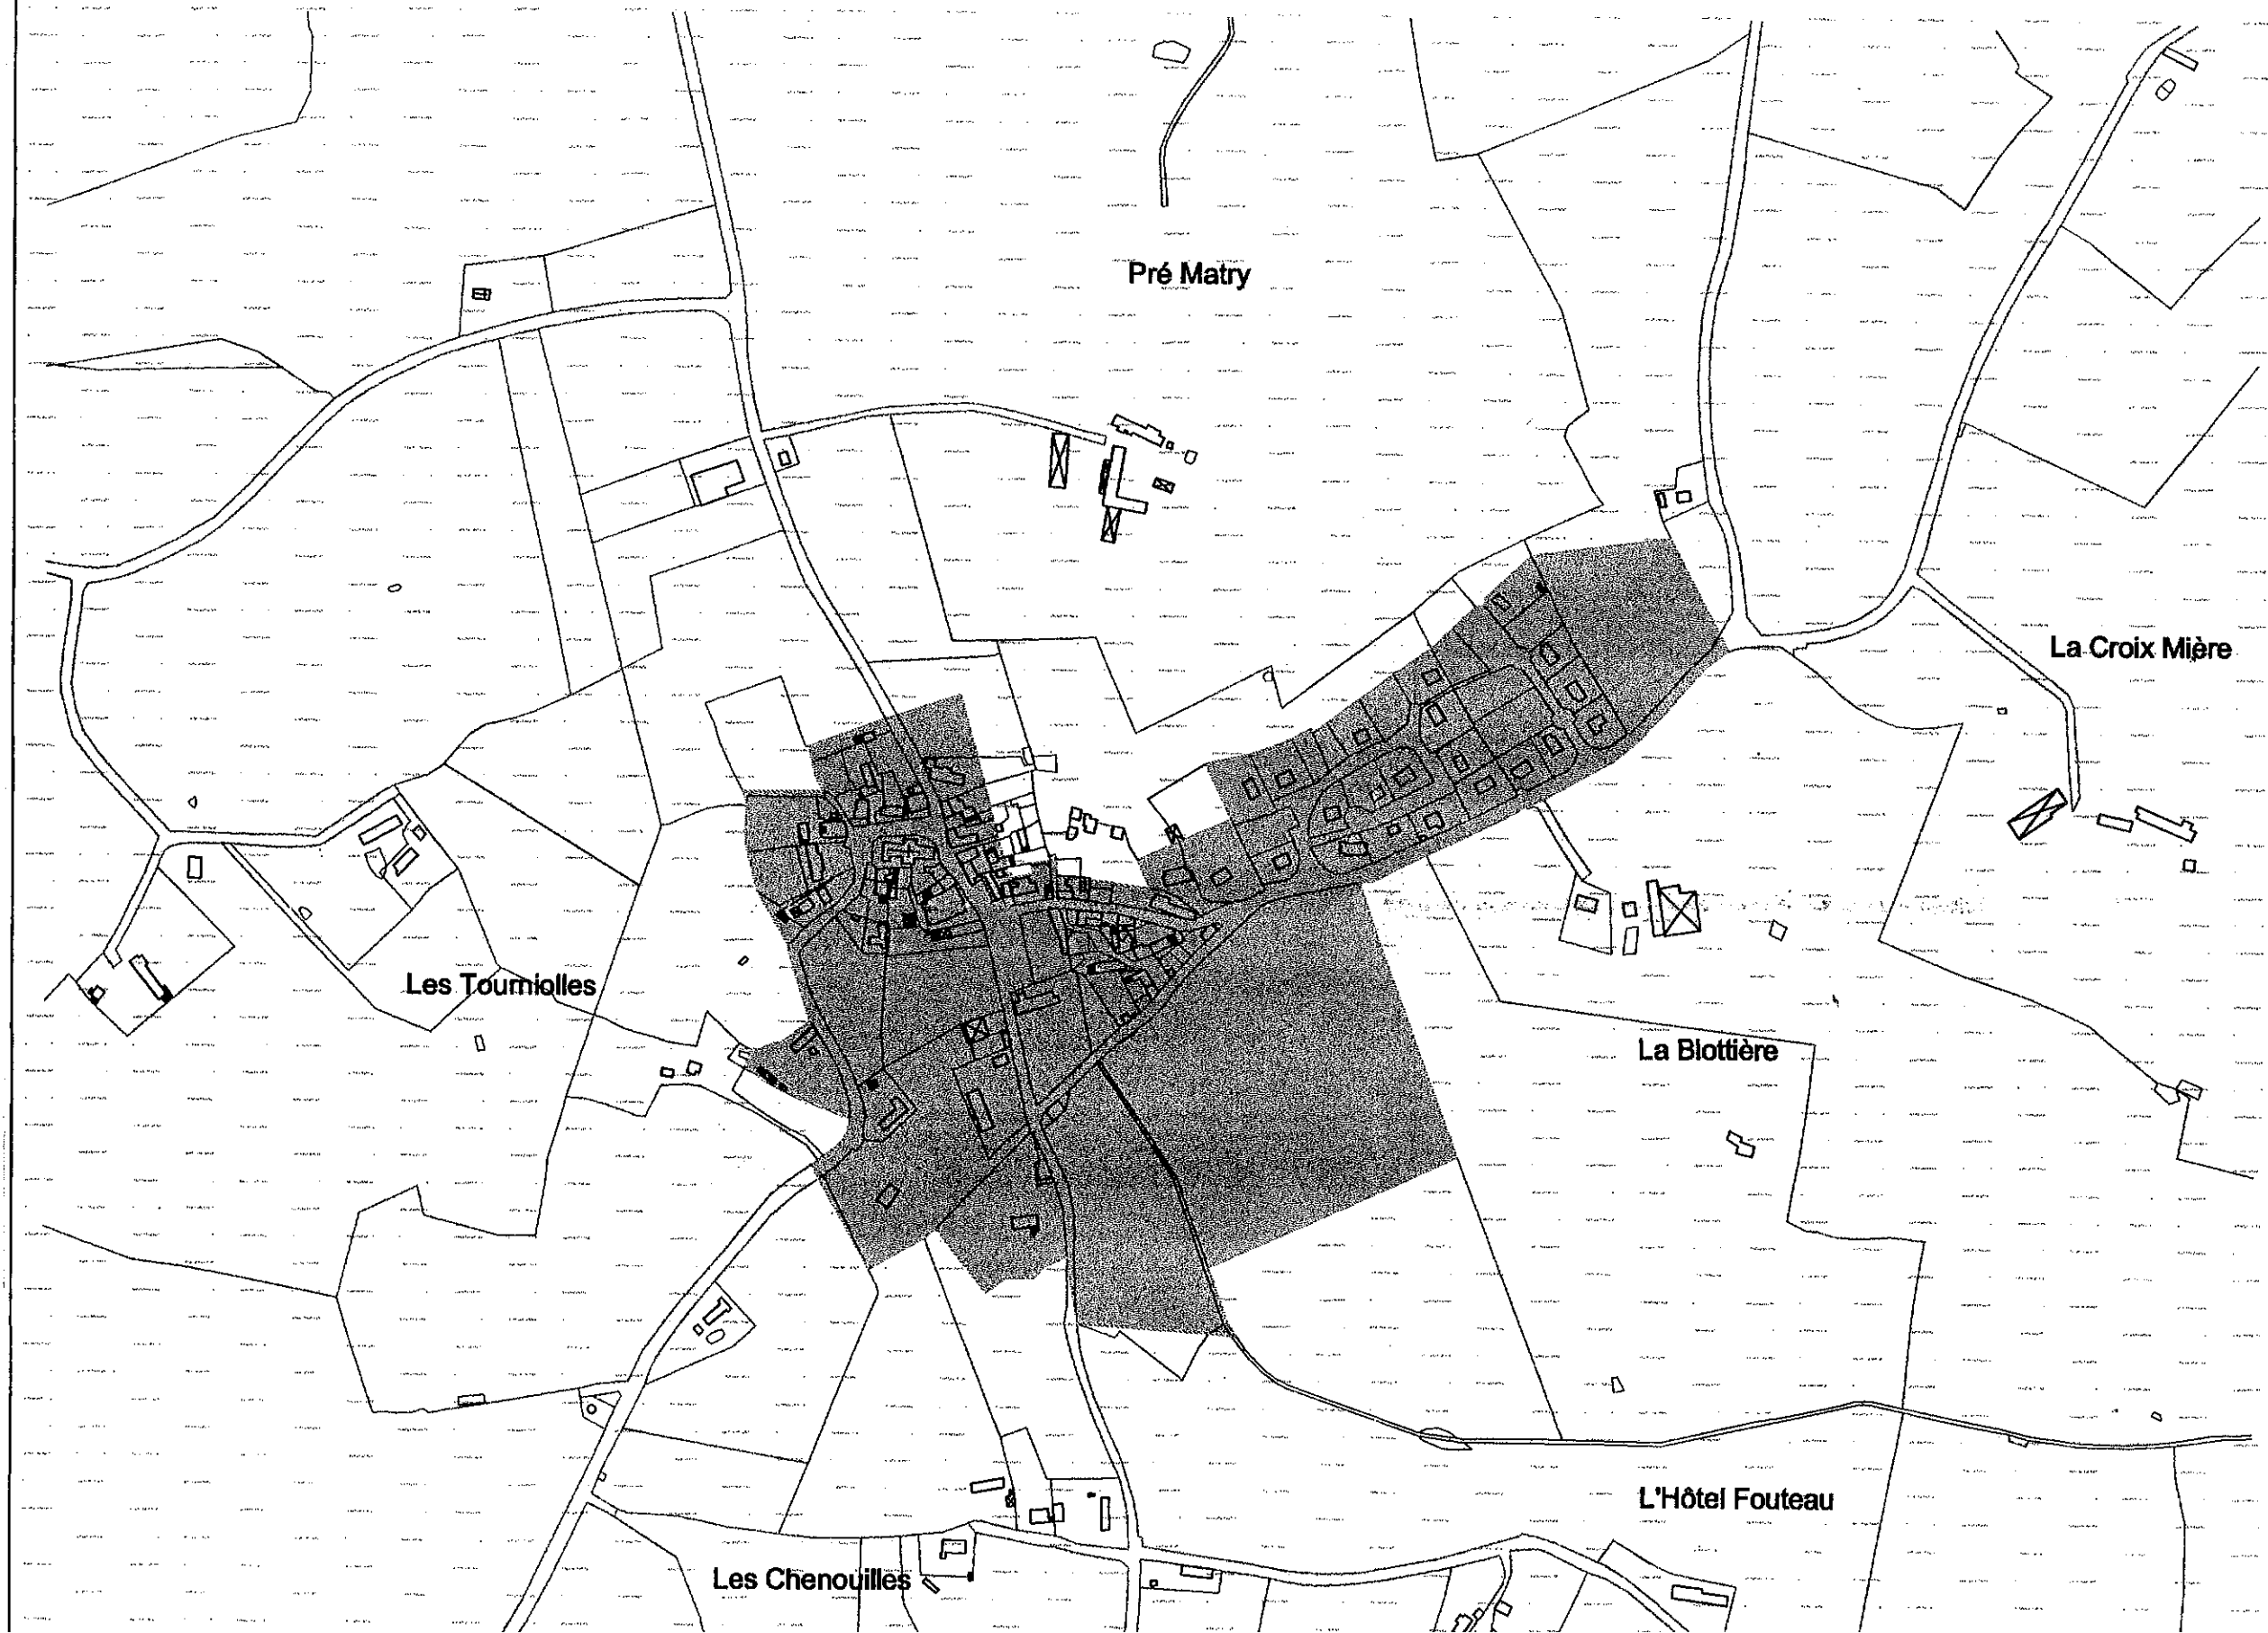 Pré Matry
La Croix Mière
Les Tourniolles
La Blottière
L'Hôtel Fouteau
Les Chenouilles